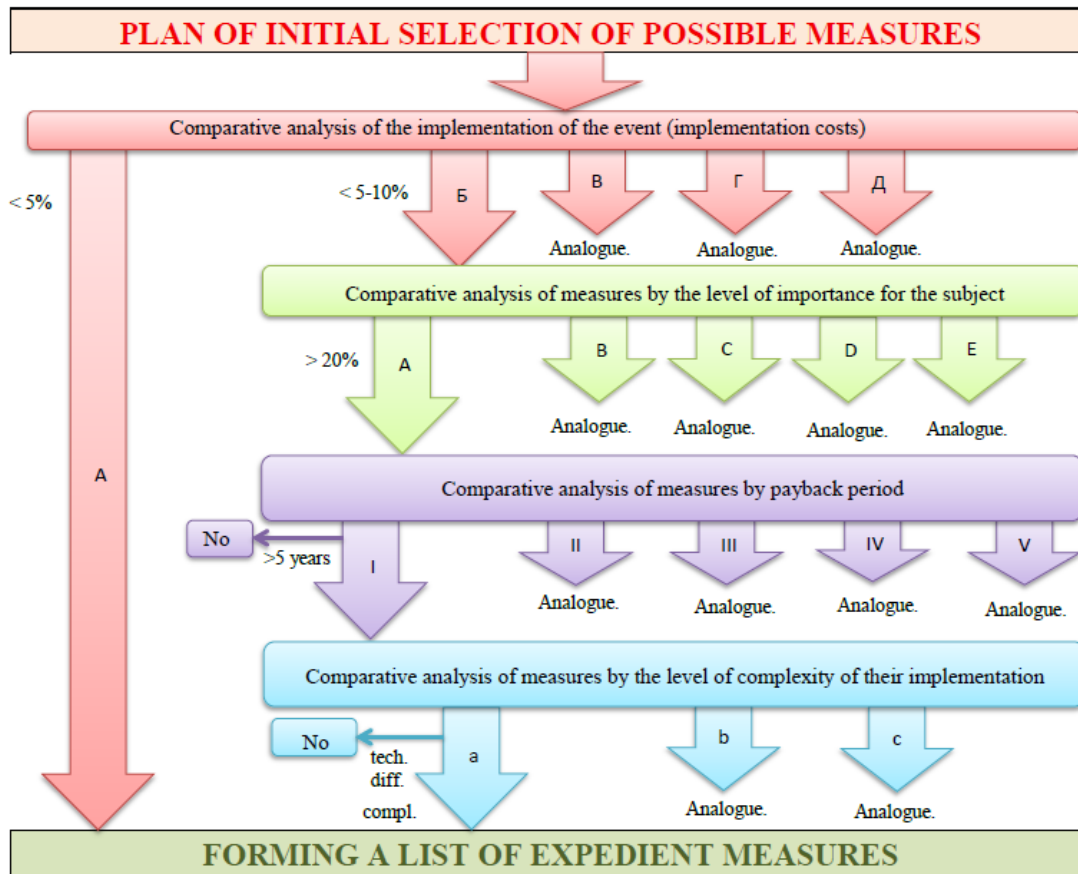 PLAN OF INITIAL SELECTION OF POSSIBLE MEASURES
Comparative analysis of the implementation of the event (implementation costs)
< 5%
< 5-10%
Б
В
Г
Д
Analogue.
Analogue.
Analogue.
Comparative analysis of measures by the level of importance for the subject
> 20%
A
B
C
D
E
Analogue.
Analogue.
Analogue.
Analogue.
А
Comparative analysis of measures by payback period
No
>5 years
I
II
III
IV
V
Analogue.
Analogue.
Analogue.
Analogue.
Comparative analysis of measures by the level of complexity of their implementation
No
tech.
diff.
compl.
a
b
c
Analogue.
Analogue.
FORMING A LIST OF EXPEDIENT MEASURES